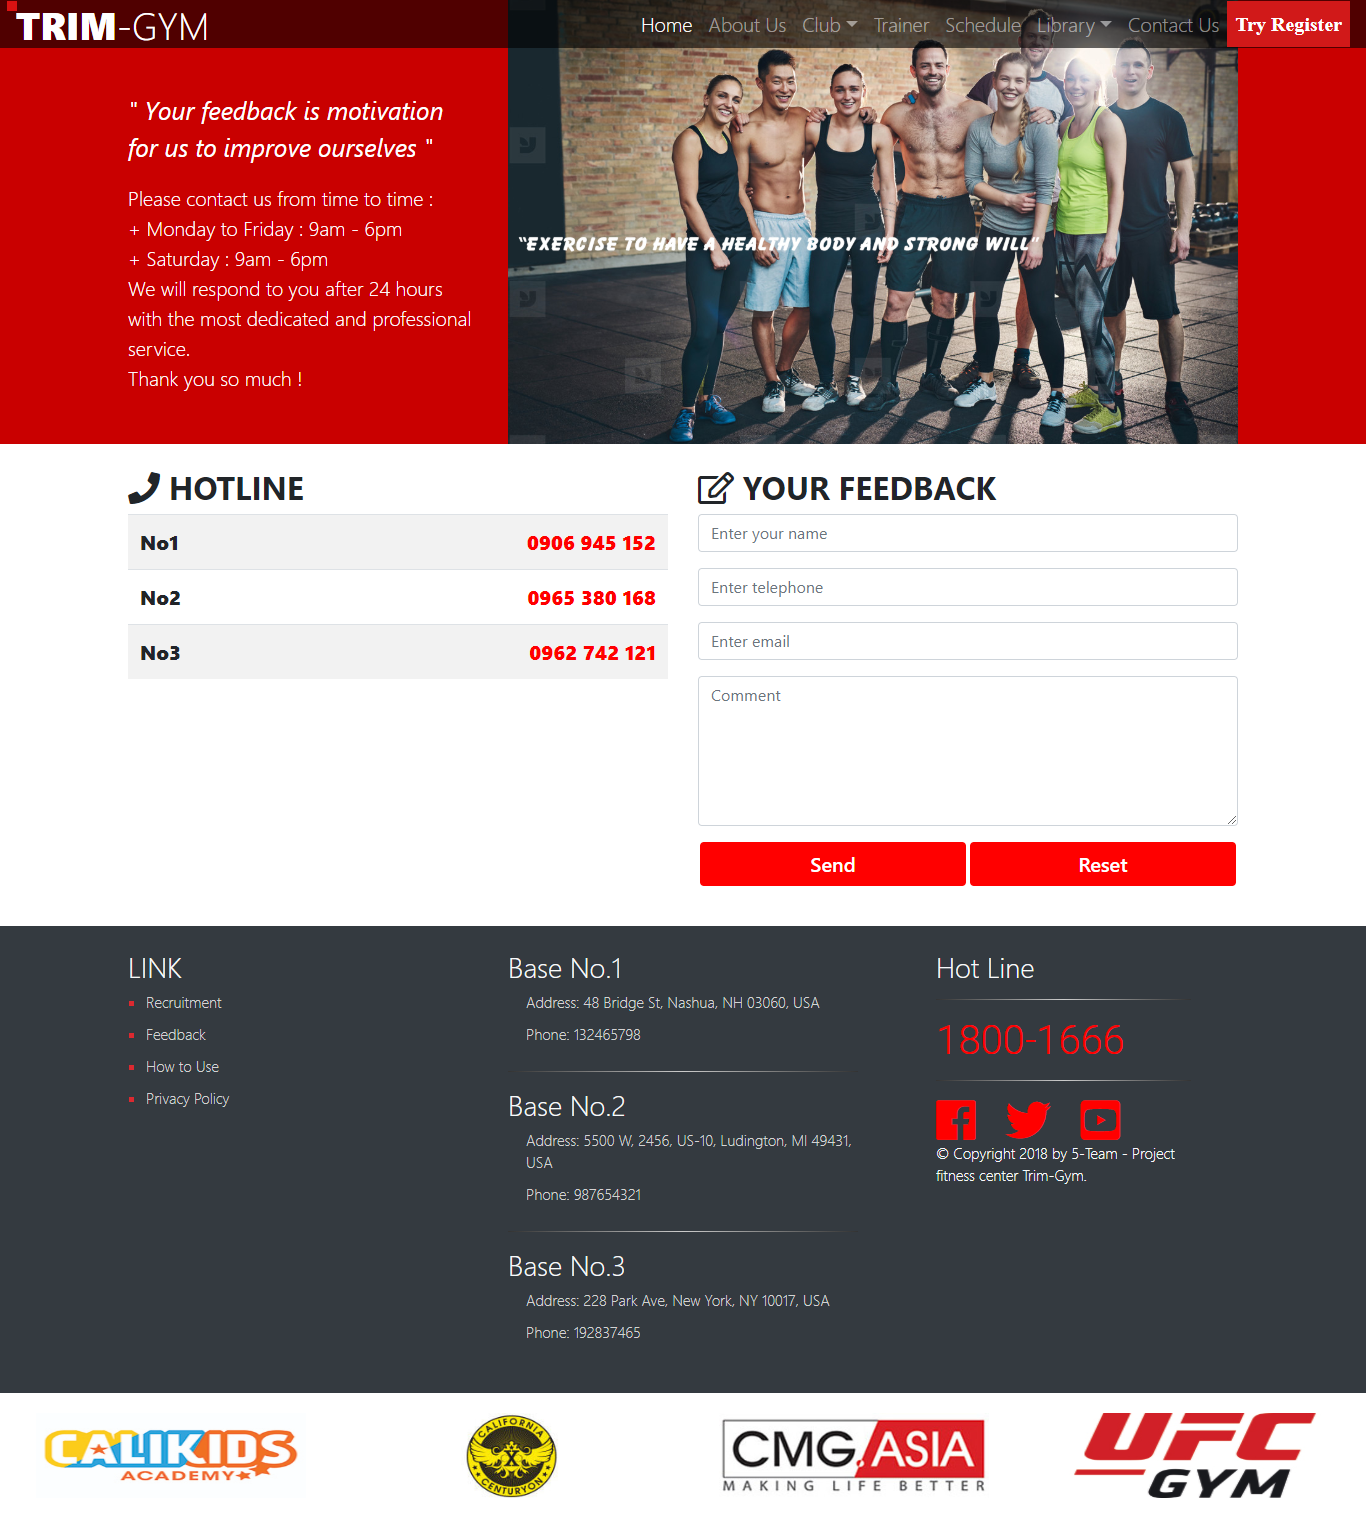 TRIM-GYM
Home About Us Club Trainer Schedule Library Contact Us Try Register
" Your feedback is motivation
for us to improve ourselves "
Please contact us from time to time :
+ Monday to Friday : 9am - 6pm
+ Saturday : 9am - 6pm
We will respond to you after 24 hours
with the most dedicated and professional
service.
Thank you so much !
“EXERCISE TO HAVE A HEALTHY BODY AND STRONG WILL”
HOTLINE
No1 0906 945 152
No2 0965 380 168
No3 0962 742 121
YOUR FEEDBACK
Enter your name
Enter telephone
Enter email
Comment
Send Reset
LINK
Recruitment
Feedback
How to Use
Privacy Policy
Base No.1
Address: 48 Bridge St, Nashua, NH 03060, USA
Phone: 132465798
Base No.2
Address: 5500 W, 2456, US-10, Ludington, MI 49431,
USA
Phone: 987654321
Base No.3
Address: 228 Park Ave, New York, NY 10017, USA
Phone: 192837465
Hot Line
1800-1666
© Copyright 2018 by 5-Team - Project
fitness center Trim-Gym.
CALIKIDS
ACADEMY
CALIFORNIA
X
CENTURYON
CMG.ASIA
MAKING LIFE BETTER
UFC
GYM